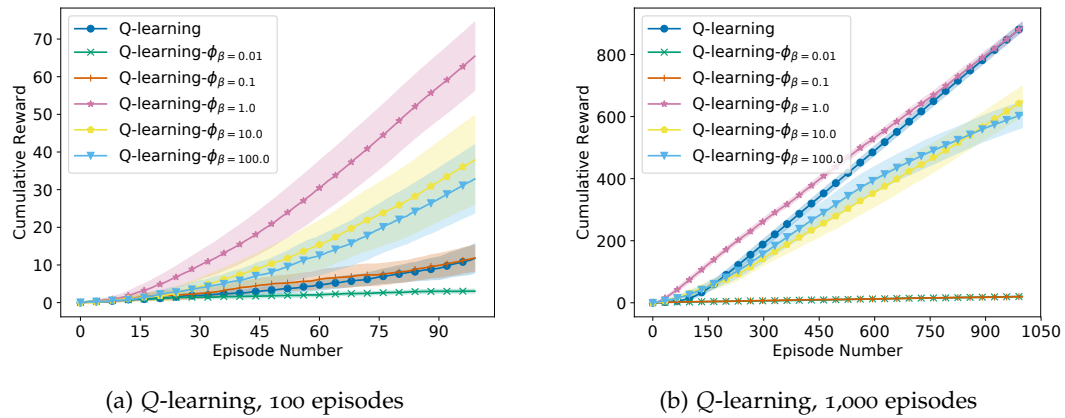 Q-learning
Q-learning-ϕβ=0.01
Q-learning-ϕβ=0.1
Q-learning-ϕβ=1.0
Q-learning-ϕβ=10.0
Q-learning-ϕβ=100.0
Cumulative Reward
70
60
50
40
30
20
10
0
0 15 30 45 60 75 90
Episode Number
(a) Q-learning, 100 episodes
Q-learning
Q-learning-ϕβ=0.01
Q-learning-ϕβ=0.1
Q-learning-ϕβ=1.0
Q-learning-ϕβ=10.0
Q-learning-ϕβ=100.0
Cumulative Reward
800
600
400
200
0
0 150 300 450 600 750 900 1050
Episode Number
(b) Q-learning, 1,000 episodes